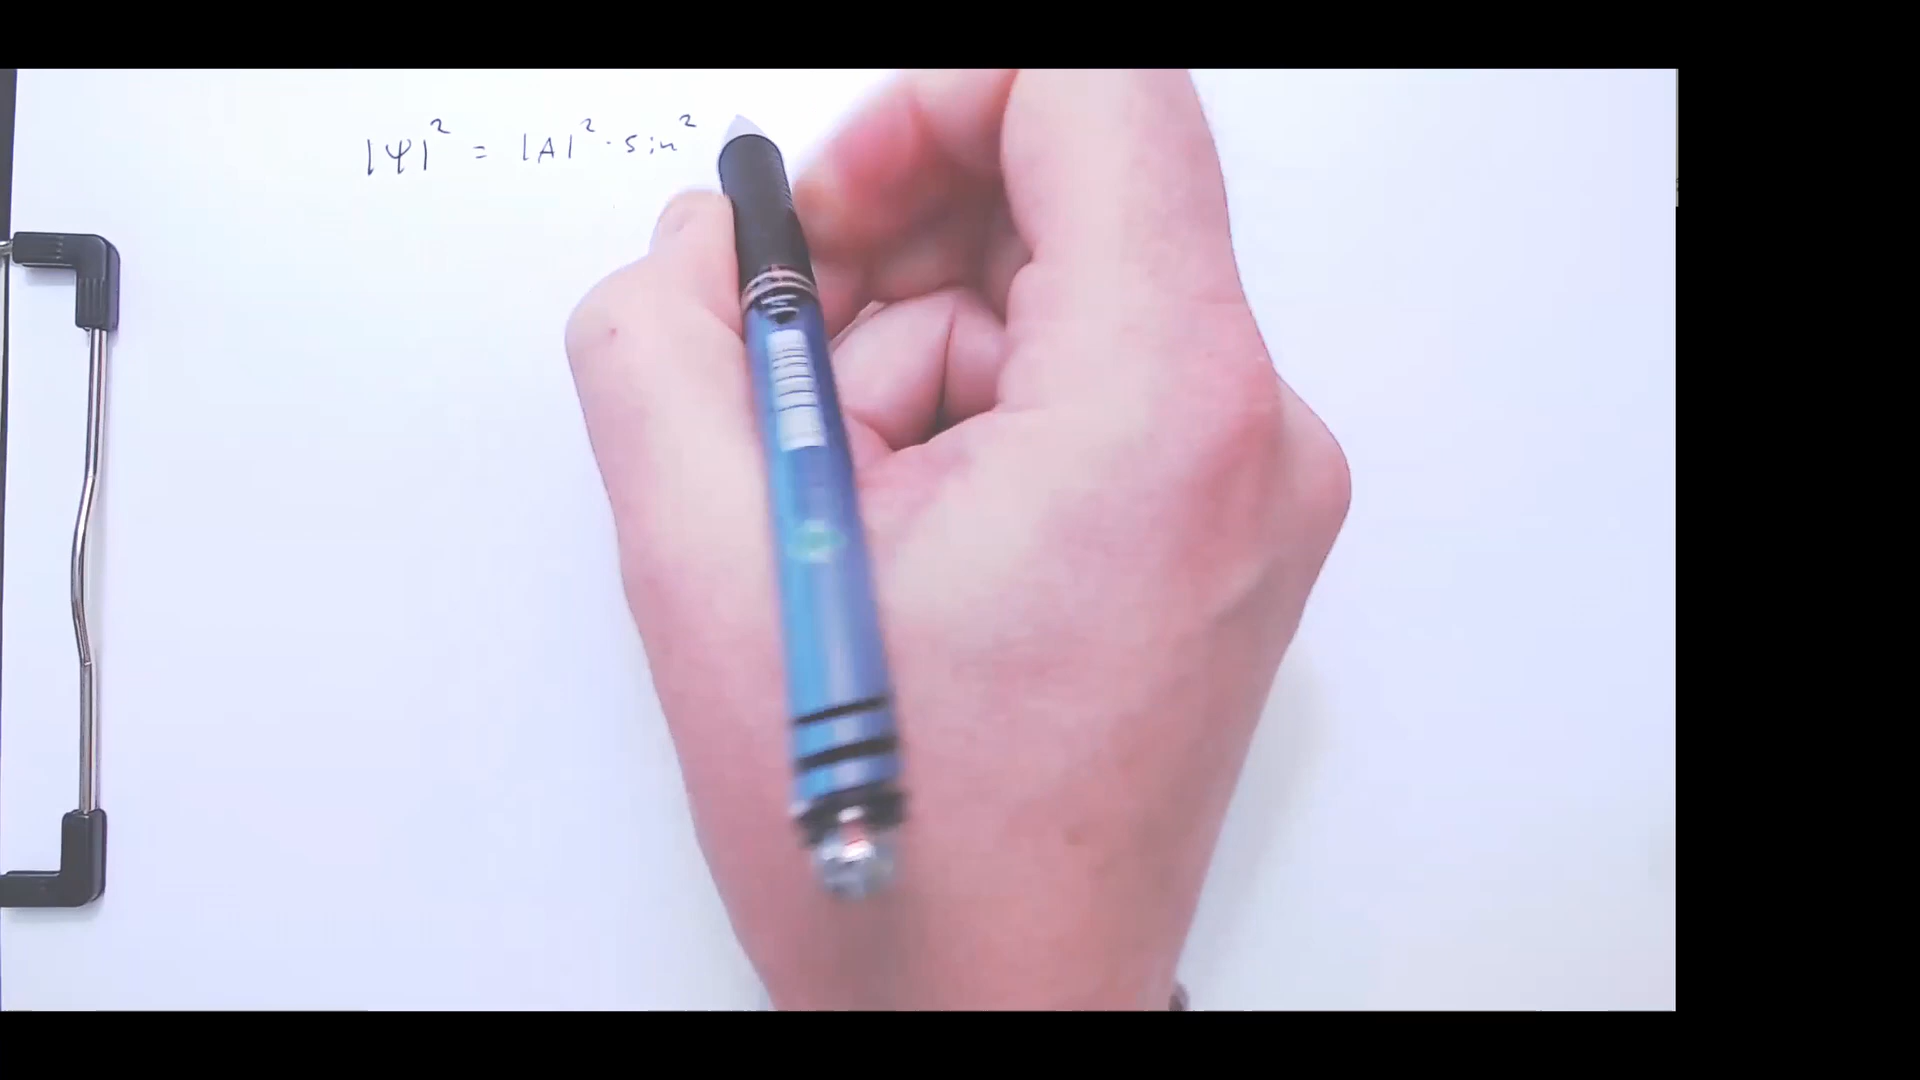 |ψ|² = |A|² · sin²